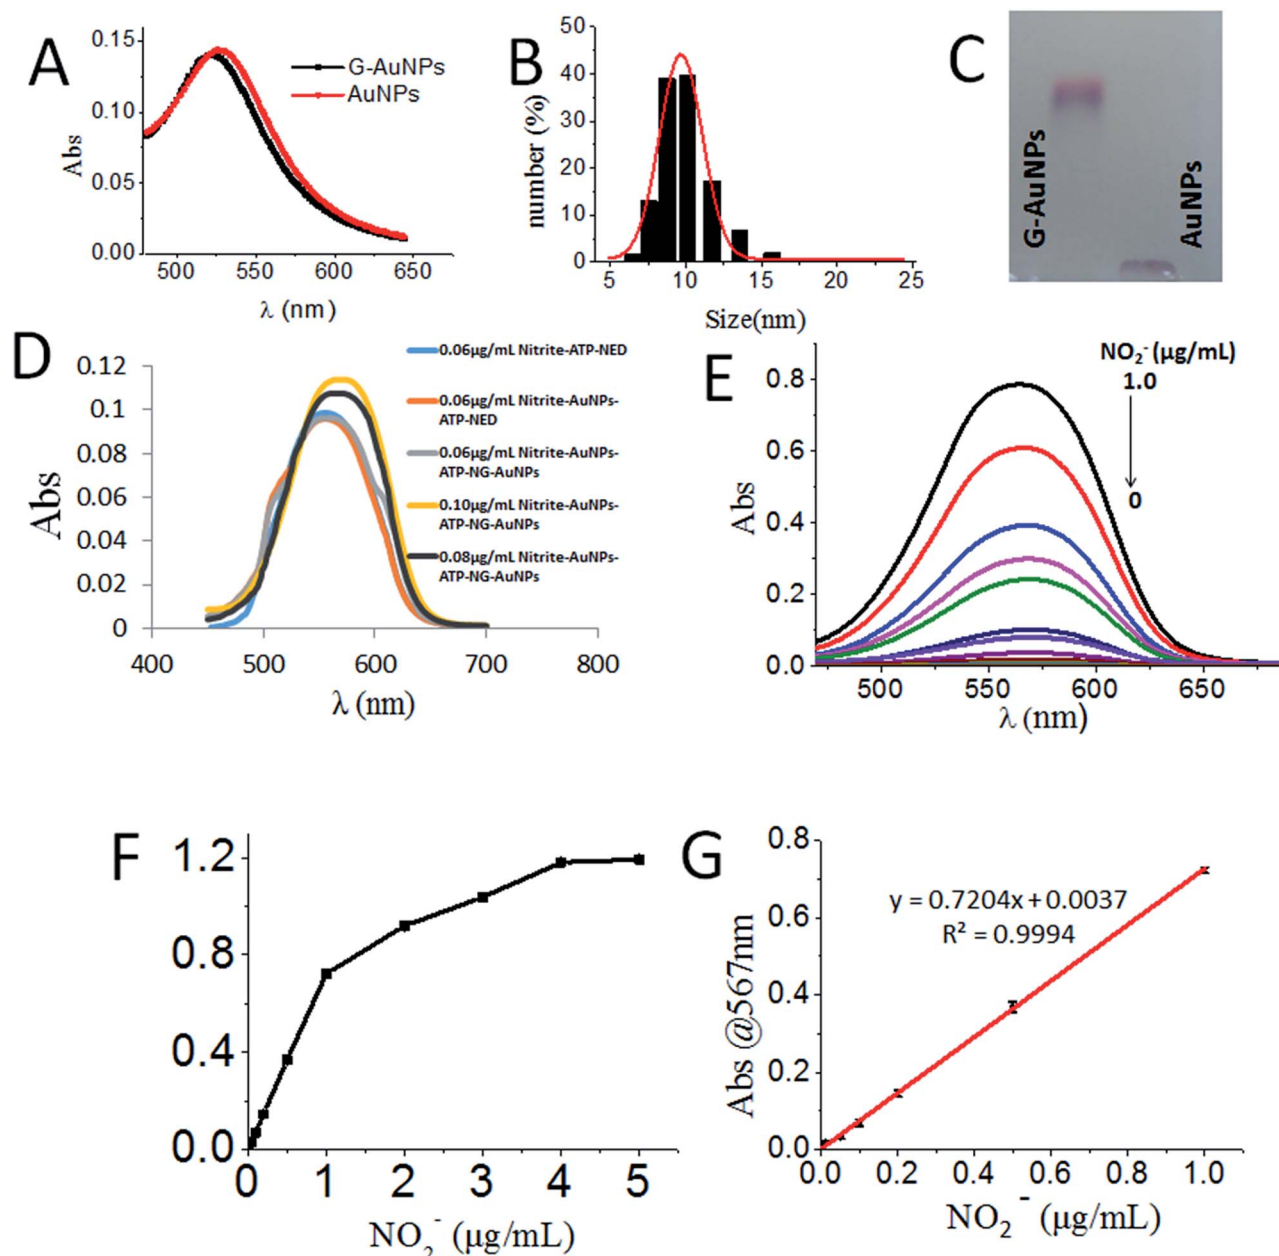 A
Abs
0.15
0.10
0.05
0.00
500
550
600
650
λ (nm)
G-AuNPs
AuNPs
B
number (%)
50
40
30
20
10
0
5
10
15
20
25
Size(nm)
C
G-AuNPs
AuNPs
D
Abs
0.12
0.1
0.08
0.06
0.04
0.02
0
400
500
600
700
800
λ (nm)
0.06μg/mL Nitrite-ATP-NED
0.06μg/mL Nitrite-AuNPs-
ATP-NED
0.06μg/mL Nitrite-AuNPs-
ATP-NG-AuNPs
0.10μg/mL Nitrite-AuNPs-
ATP-NG-AuNPs
0.08μg/mL Nitrite-AuNPs-
ATP-NG-AuNPs
E
Abs
0.8
0.6
0.4
0.2
0.0
500
550
600
650
λ (nm)
NO₂⁻(μg/mL)
1.0
0
F
1.2
0.8
0.4
0.0
0
1
2
3
4
5
NO₂⁻ (μg/mL)
G
Abs @567nm
0.8
0.6
0.4
0.2
0.0
0.0
0.2
0.4
0.6
0.8
1.0
y = 0.7204x + 0.0037
R² = 0.9994
NO₂⁻ (μg/mL)